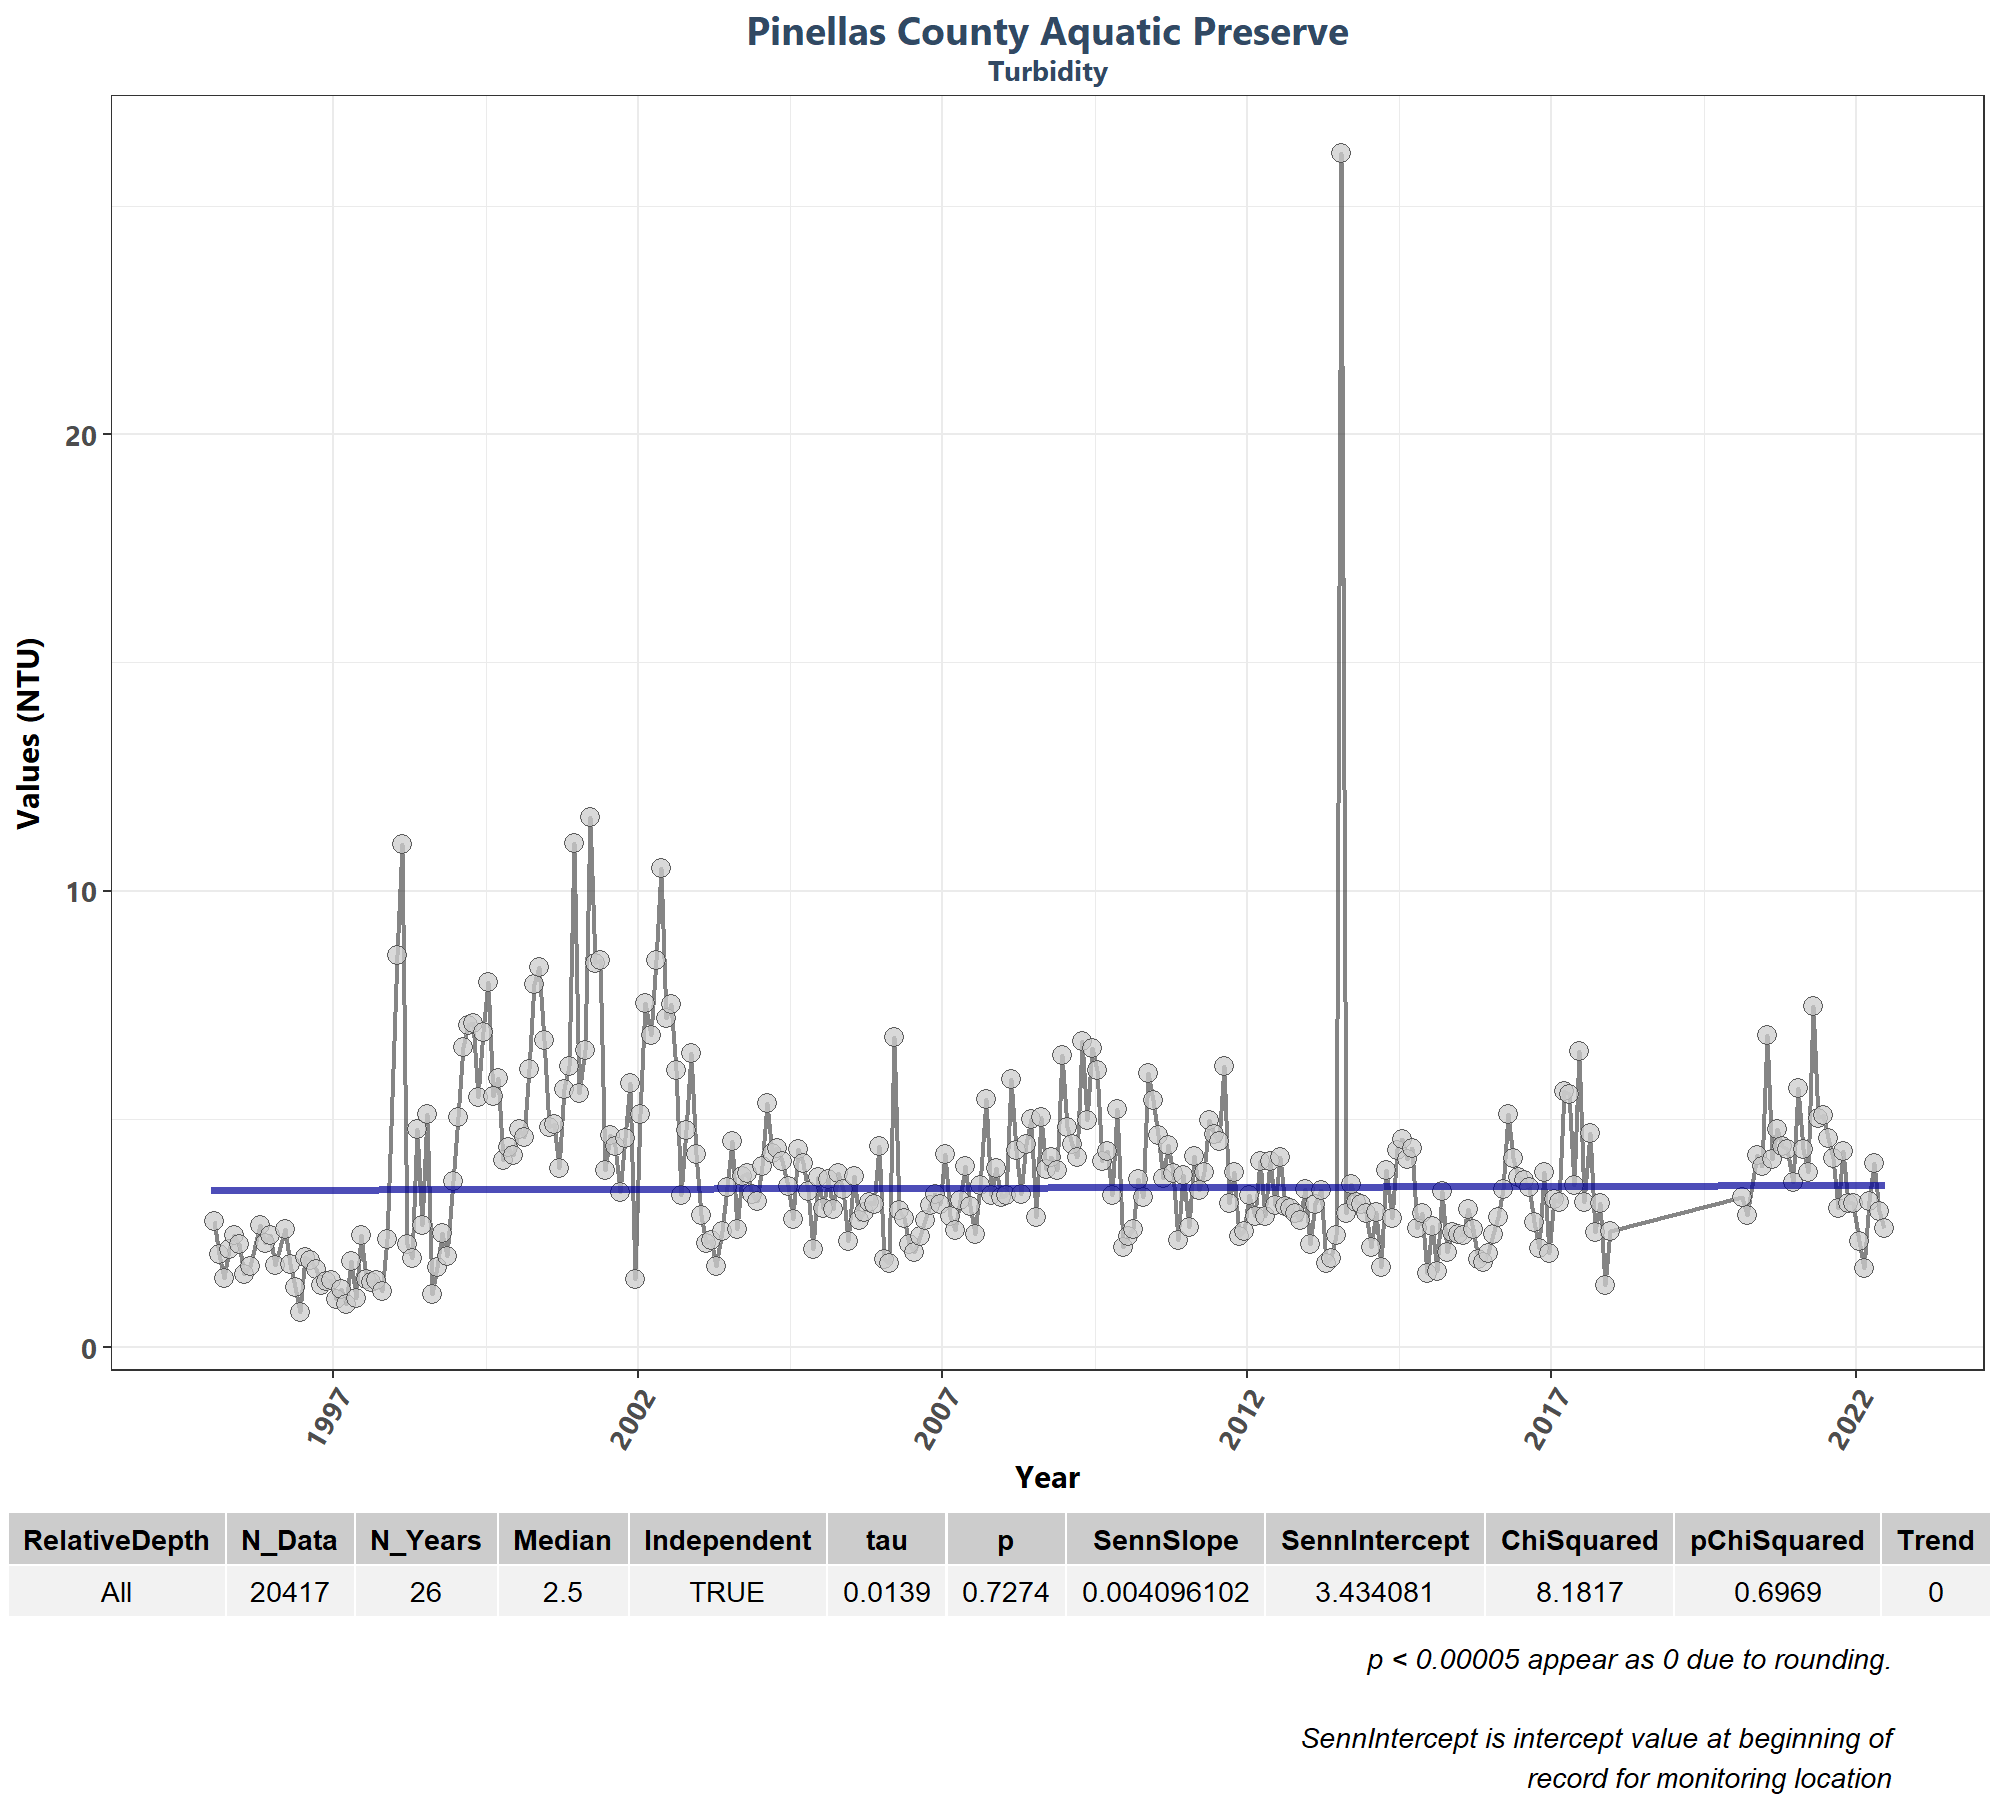 Pinellas County Aquatic Preserve
Turbidity
Values (NTU)
20
10
0
1997 2002 2007 2012 2017 2022
Year
RelativeDepth N_Data N_Years Median Independent tau p SennSlope SennIntercept ChiSquared pChiSquared Trend
All 20417 26 2.5 TRUE 0.0139 0.7274 0.004096102 3.434081 8.1817 0.6969 0
p < 0.00005 appear as 0 due to rounding.
SennIntercept is intercept value at beginning of
record for monitoring location